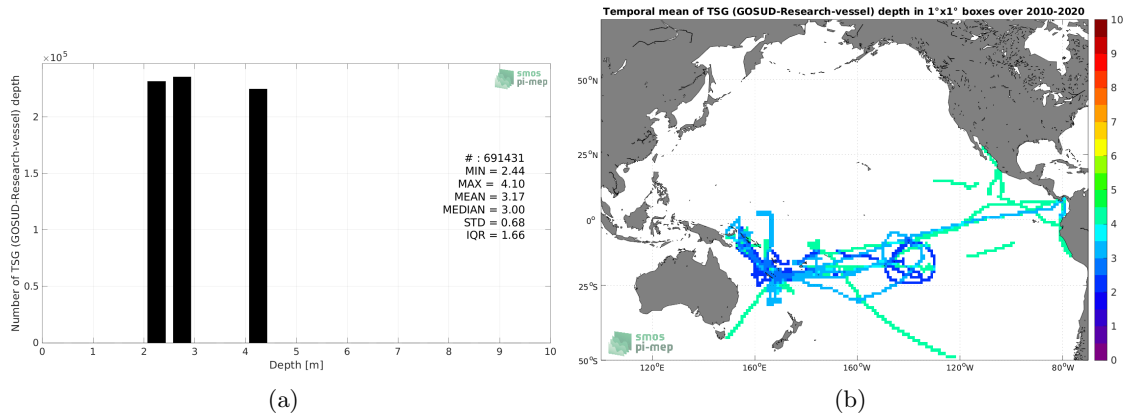 ×10^5
2
1.5
1
0.5
0
Number of TSG (GOSUD-Research-vessel) depth
smos
pi-mep
# : 691431
MIN = 2.44
MAX = 4.10
MEAN = 3.17
MEDIAN = 3.00
STD = 0.68
IQR = 1.66
0 1 2 3 4 5 6 7 8 9 10
Depth [m]
(a)
Temporal mean of TSG (GOSUD-Research-vessel) depth in 1°x1° boxes over 2010-2020
50°N
25°N
0°
25°S
50°S
smos
pi-mep
120°E 160°E 160°W 120°W 80°W
10
9
8
7
6
5
4
3
2
1
0
(b)